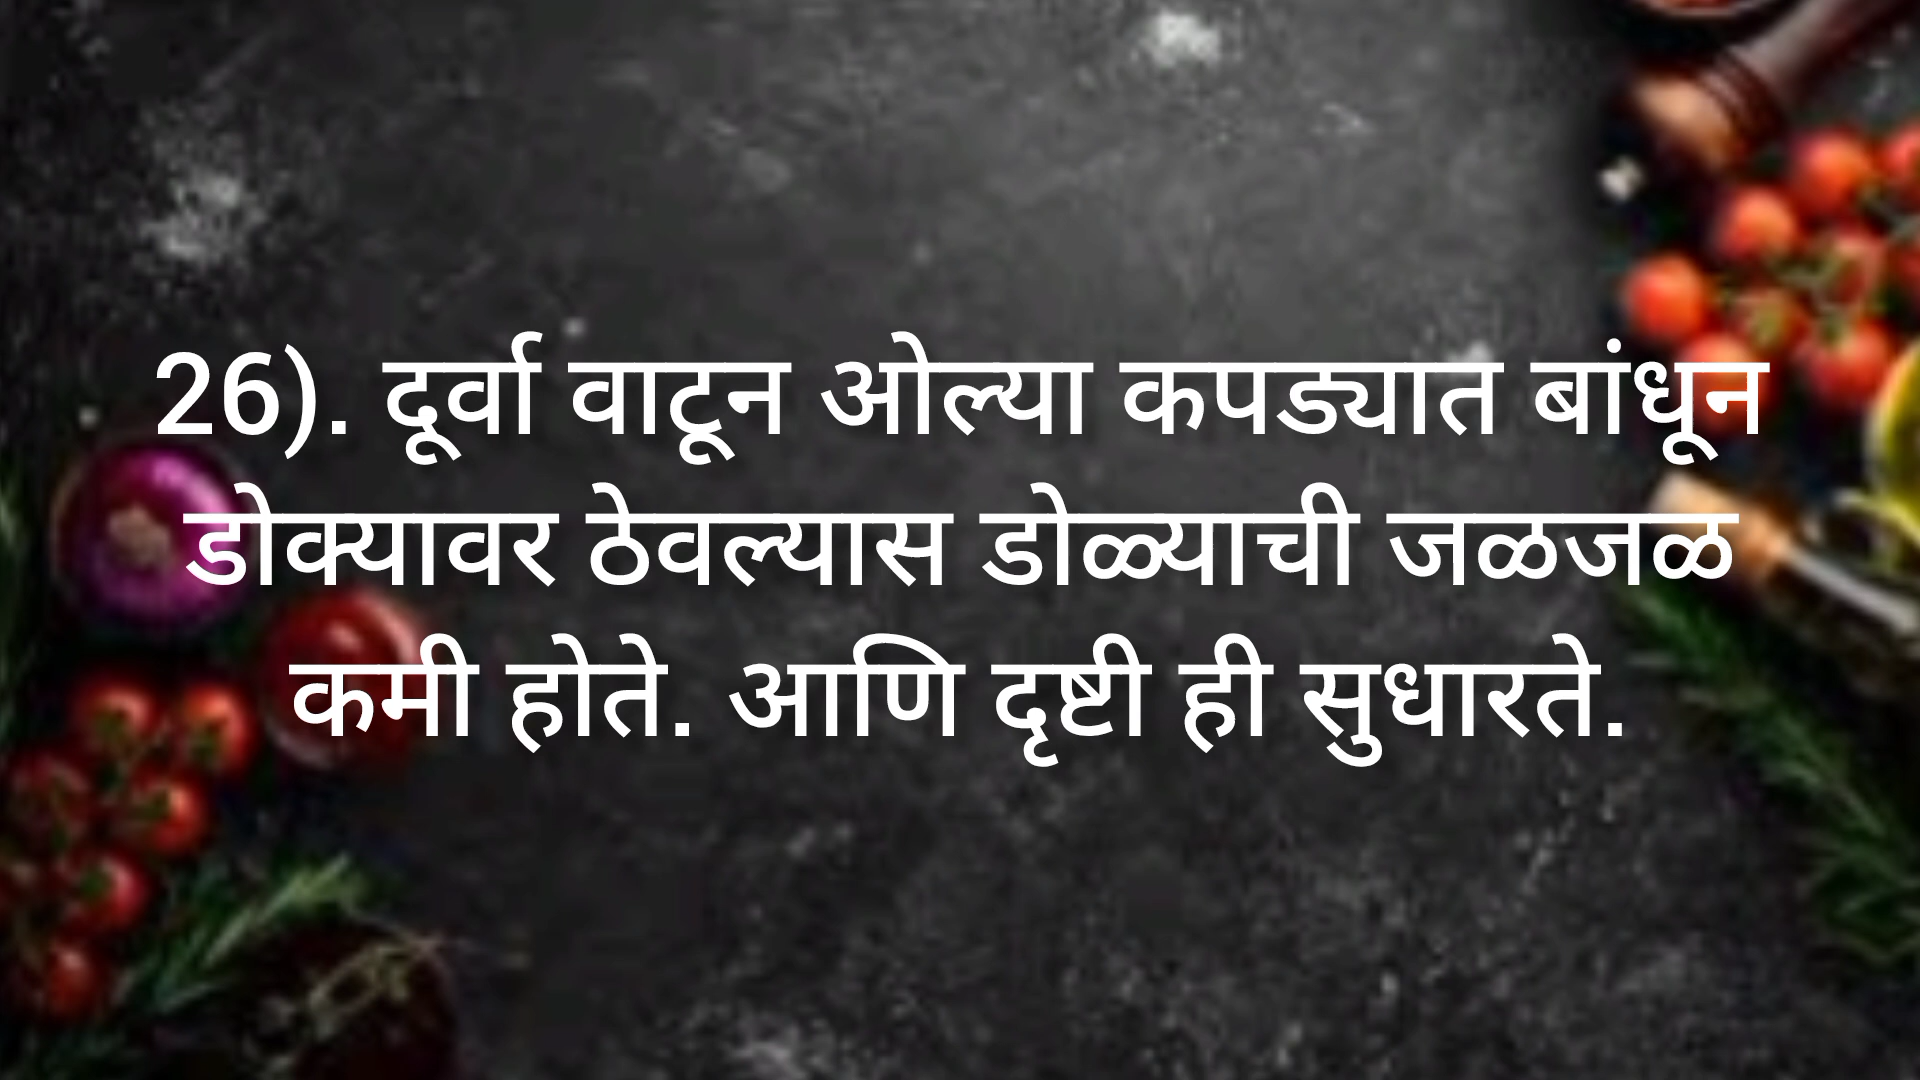 26). दूर्वा वाटून ओल्या कपड्यात बांधून
डोक्यावर ठेवल्यास डोळ्याची जळजळ
कमी होते. आणि दृष्टी ही सुधारते.